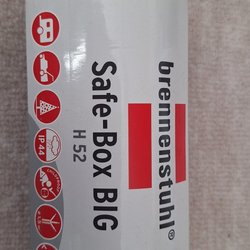 brennenstuhl®
Safe-Box BIG
H 52
IP 44